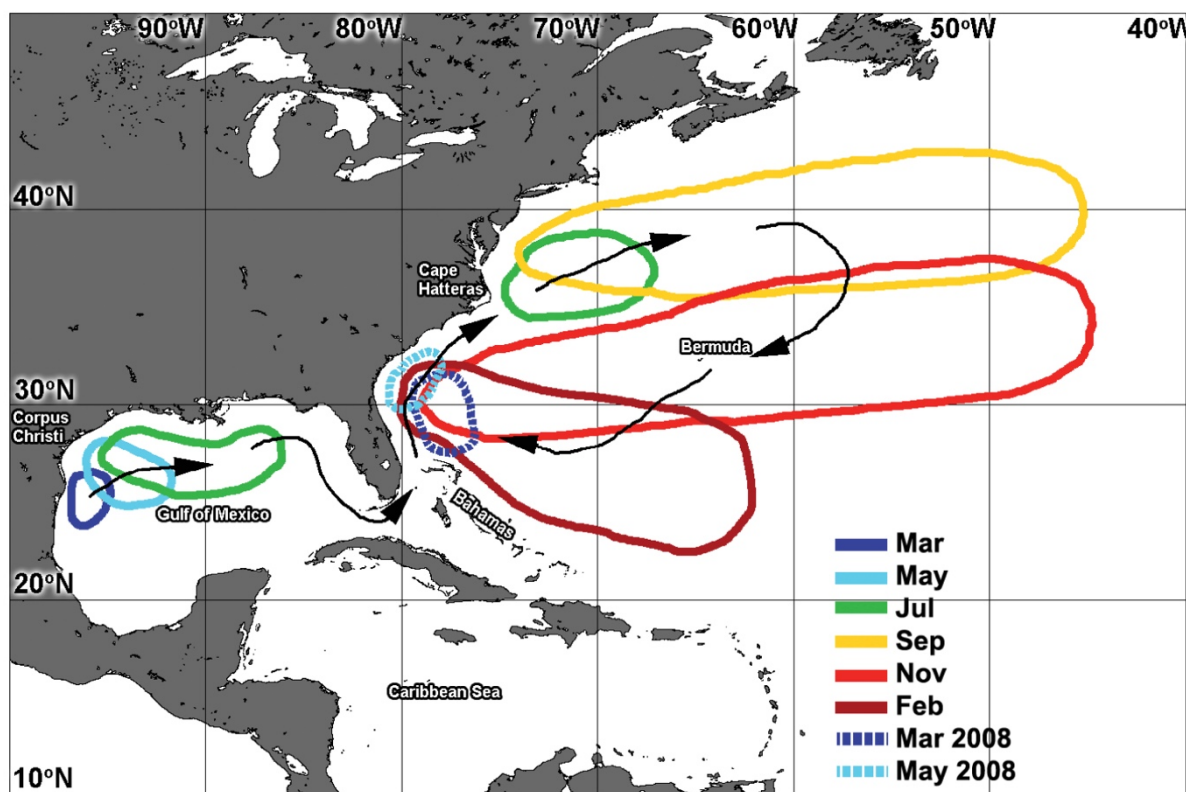 90°W 80°W 70°W 60°W 50°W 40°W
40°N
Cape
Hatteras
Bermuda
30°N
Corpus
Christi
Gulf of Mexico
Bahamas
20°N
Caribbean Sea
10°N
Mar
May
Jul
Sep
Nov
Feb
Mar 2008
May 2008